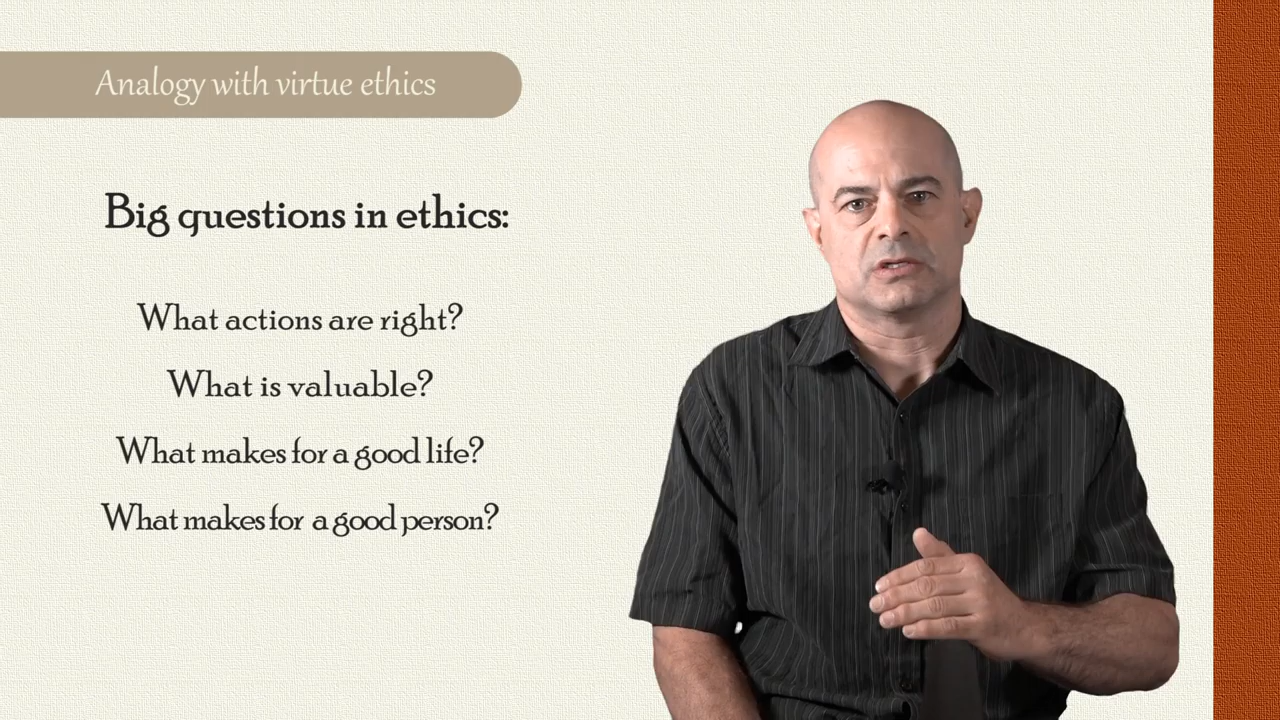 Analogy with virtue ethics
Big questions in ethics:
What actions are right?
What is valuable?
What makes for a good life?
What makes for a good person?